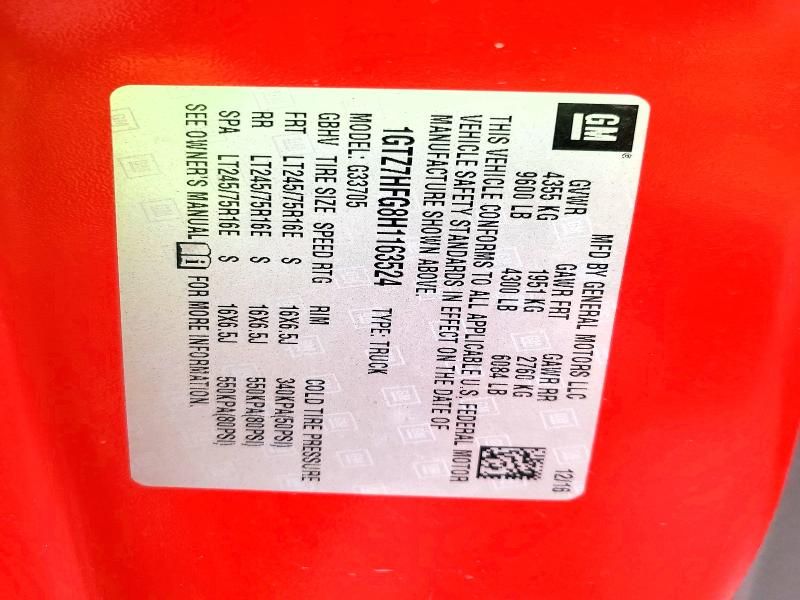 GM®
MFD BY GENERAL MOTORS LLC
12/16
GVWR GAWR FRT GAWR RR
4355 KG 1951 KG 2760 KG
9600 LB 4300 LB 6084 LB
THIS VEHICLE CONFORMS TO ALL APPLICABLE U.S. FEDERAL MOTOR
VEHICLE SAFETY STANDARDS IN EFFECT ON THE DATE OF
MANUFACTURE SHOWN ABOVE.
1GTZ7HFG8H1163524 TYPE: TRUCK
MODEL: G33705
GBHV TIRE SIZE SPEED RTG RIM COLD TIRE PRESSURE
FRT LT245/75R16E S 16X6.5J 340KPA(50PSI)
RR LT245/75R16E S 16X6.5J 550KPA(80PSI)
SPA LT245/75R16E S 16X6.5J 550KPA(80PSI)
SEE OWNER'S MANUAL FOR MORE INFORMATION.